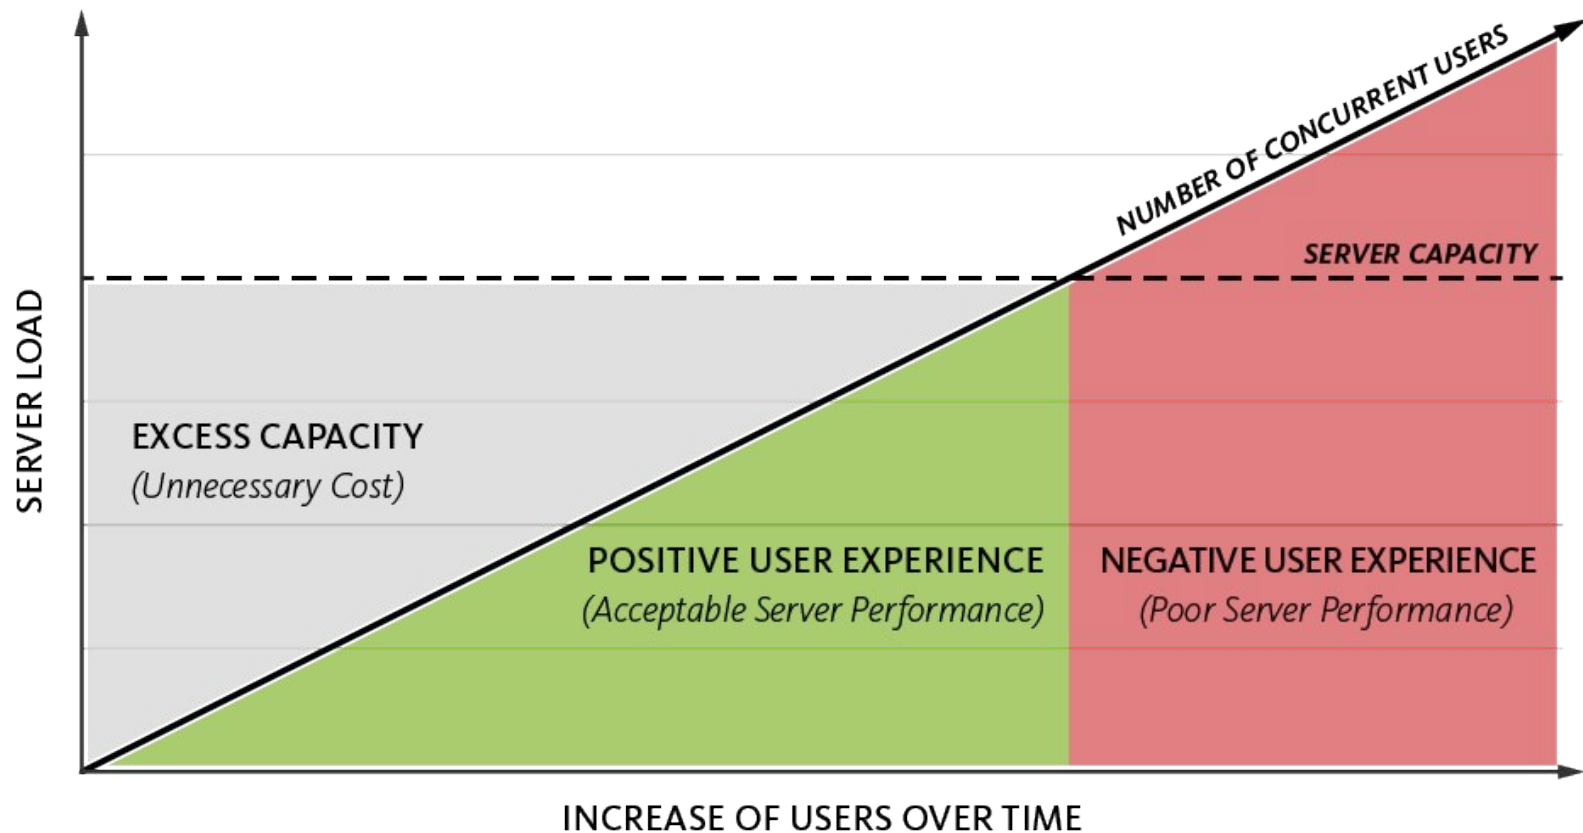 NUMBER OF CONCURRENT USERS
SERVER CAPACITY
SERVER LOAD
EXCESS CAPACITY
(Unnecessary Cost)
POSITIVE USER EXPERIENCE
(Acceptable Server Performance)
NEGATIVE USER EXPERIENCE
(Poor Server Performance)
INCREASE OF USERS OVER TIME